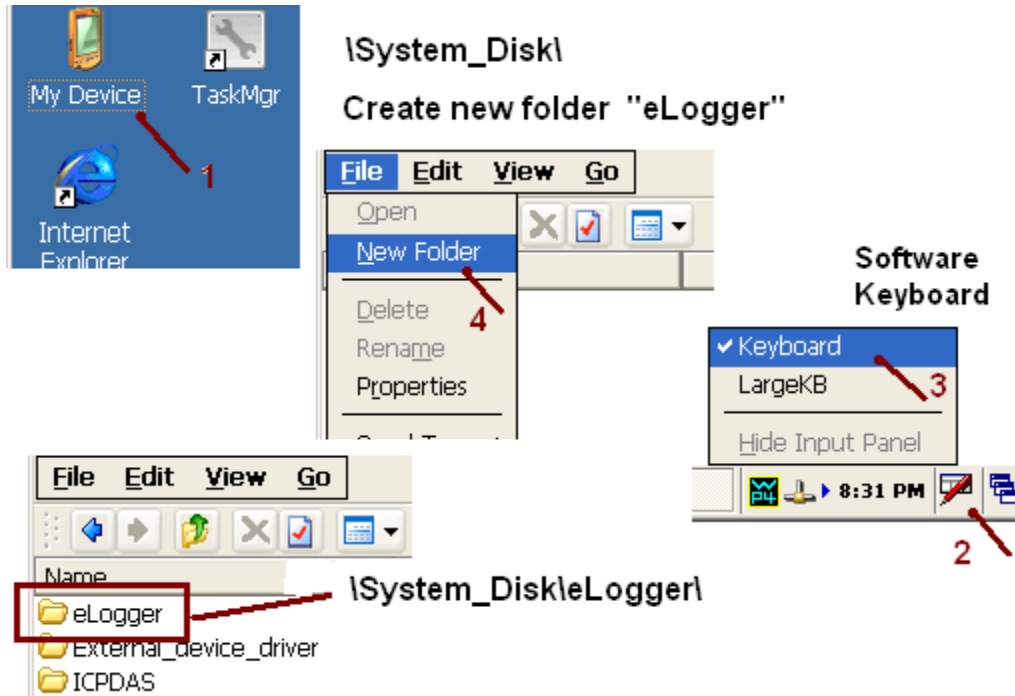 My Device
TaskMgr
1
Internet
Explorer
\System_Disk\
Create new folder "eLogger"
File Edit View Go
Open
New Folder
Delete
4
Rename
Properties
Software
Keyboard
Keyboard
LargeKB
3
Hide Input Panel
8:31 PM
2
File Edit View Go
Name
eLogger
\System_Disk\eLogger\
External_device_driver
ICPDAS